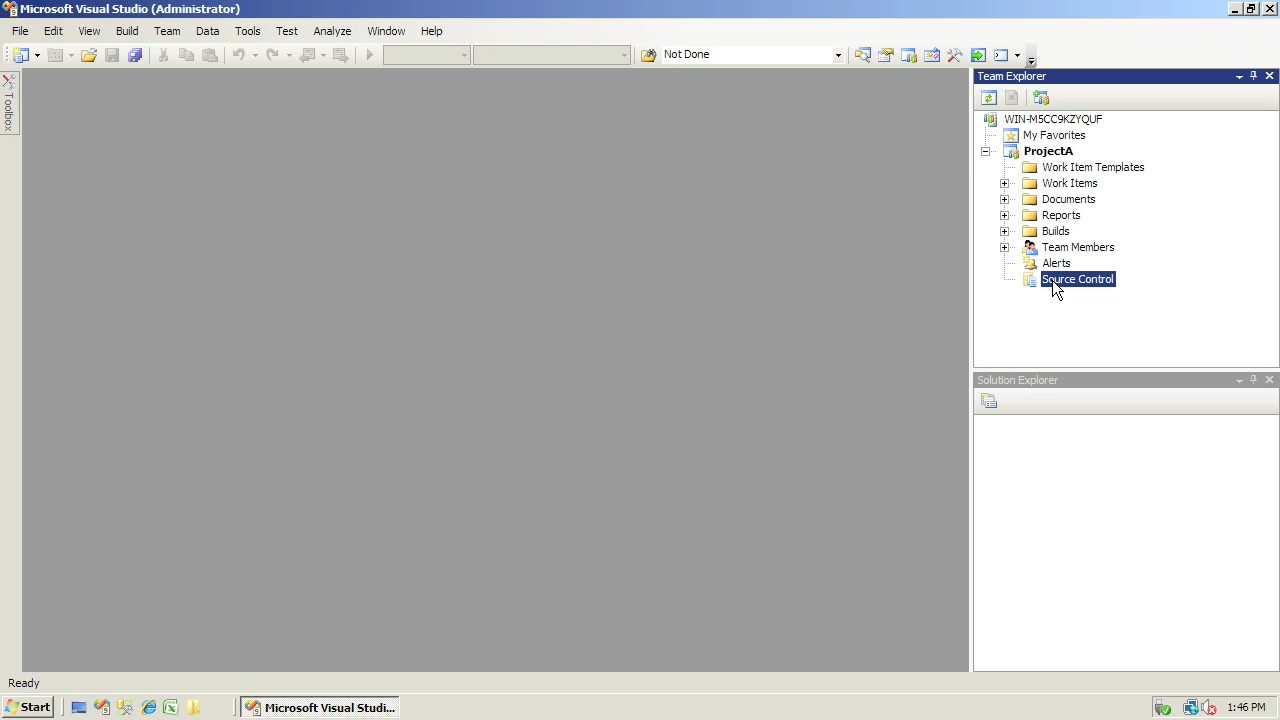 Microsoft Visual Studio (Administrator)
File Edit View Build Team Data Tools Test Analyze Window Help
Not Done
Toolbox
Team Explorer
WIN-M5CC9KZYQUF
My Favorites
ProjectA
Work Item Templates
Work Items
Documents
Reports
Builds
Team Members
Alerts
Source Control
Solution Explorer
Ready
Start
Microsoft Visual Studi...
1:46 PM